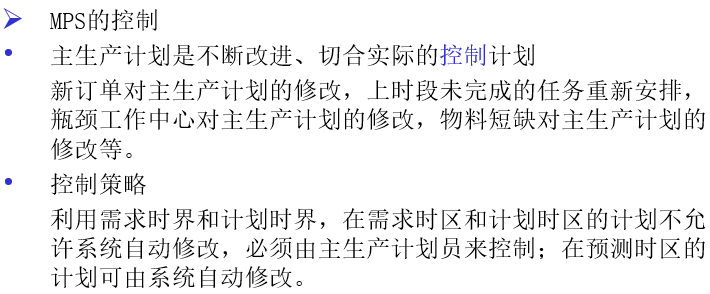 MPS的控制
主生产计划是不断改进、切合实际的控制计划
新订单对主生产计划的修改，上时段未完成的任务重新安排，
瓶颈工作中心对主生产计划的修改，物料短缺对主生产计划的
修改等。
控制策略
利用需求时界和计划时界，在需求时区和计划时区的计划不允
许系统自动修改，必须由主生产计划员来控制；在预测时区的
计划可由系统自动修改。